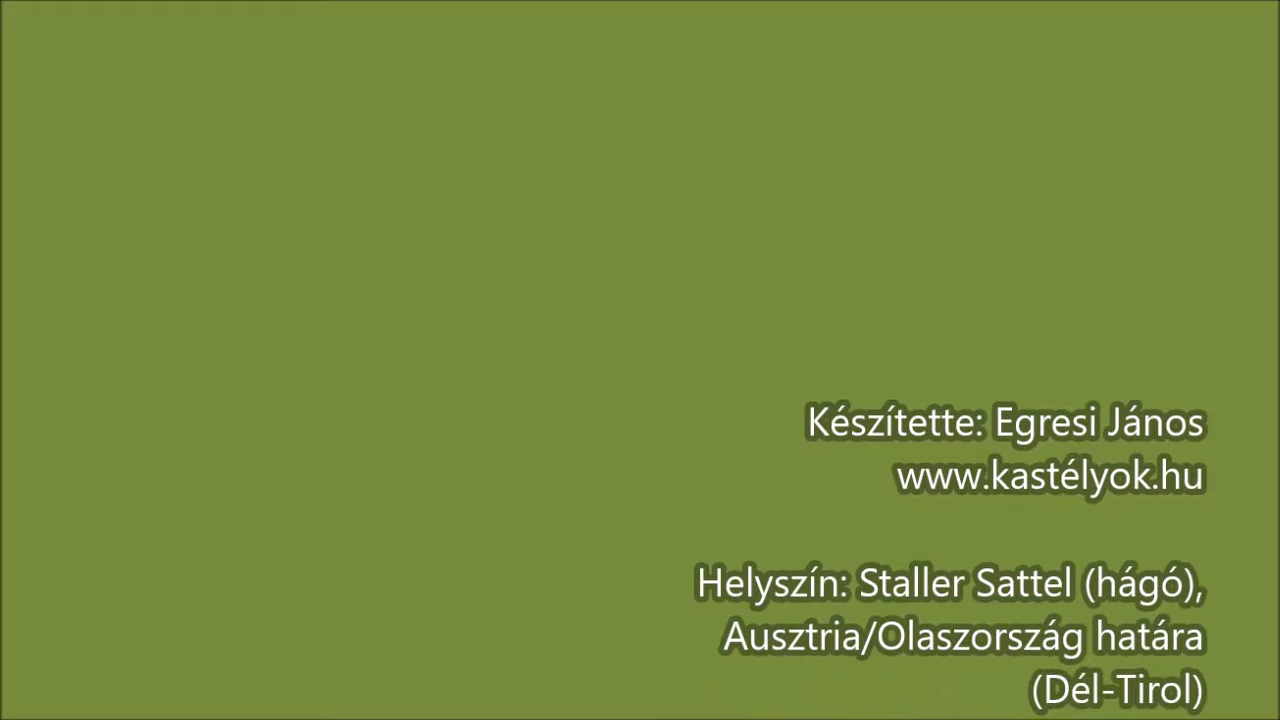 Készítette: Egresi János
www.kastélyok.hu
Helyszín: Staller Sattel (hágó),
Ausztria/Olaszország határa
(Dél-Tirol)